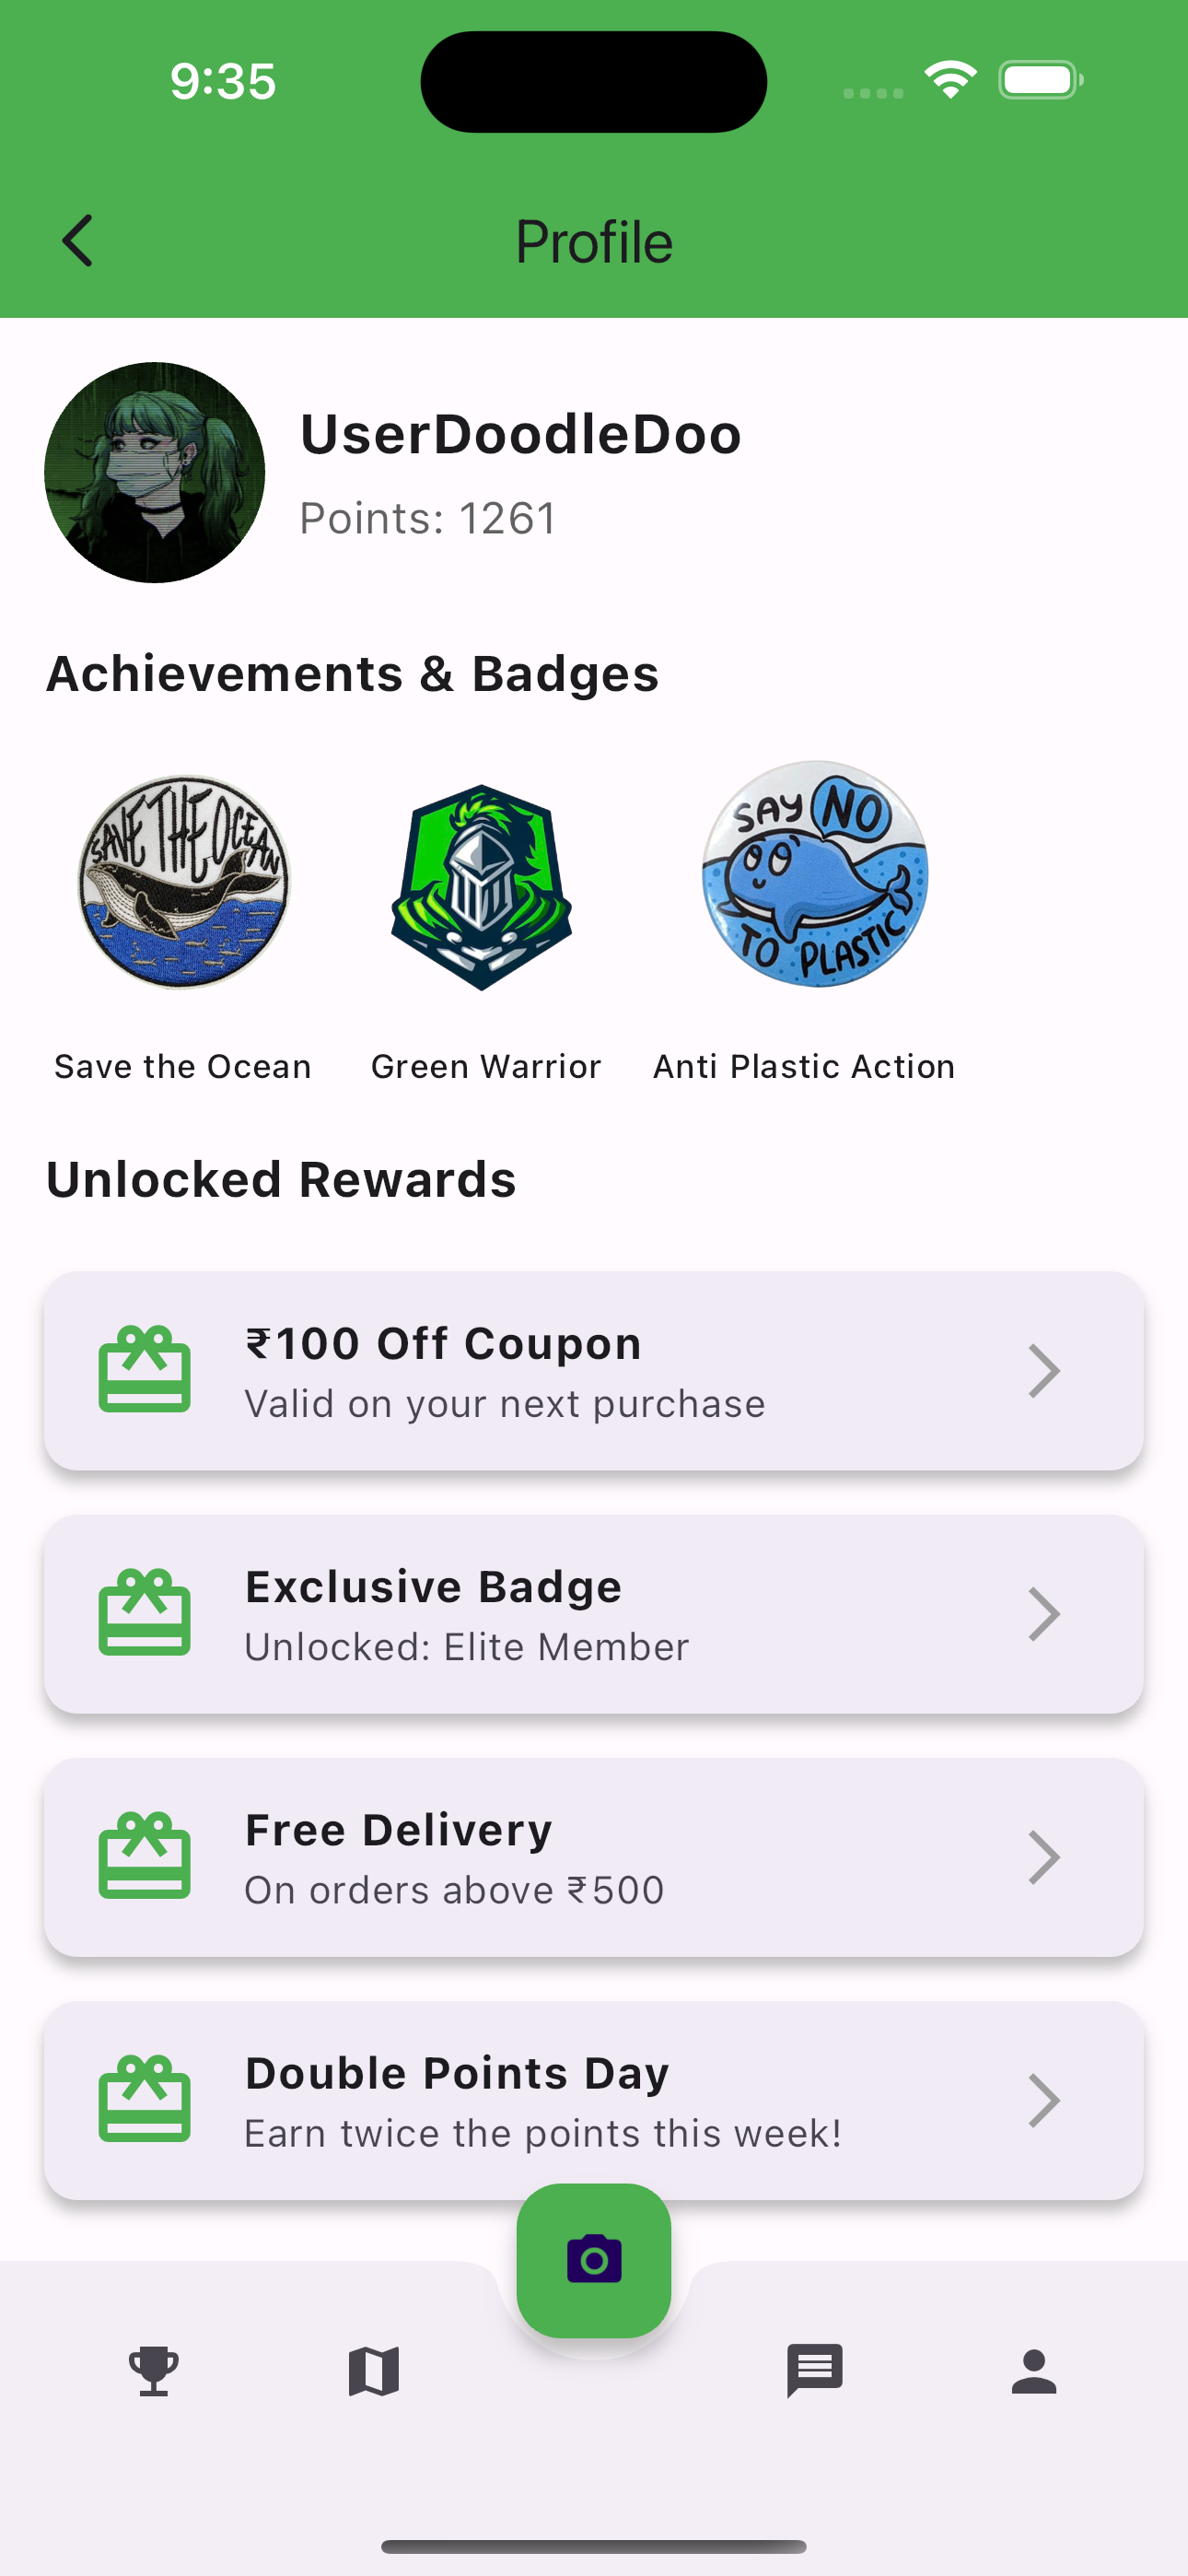 9:35
Profile
UserDoodleDoo
Points: 1261
Achievements & Badges
SAVE THE OCEAN
SAY NO
TO PLASTIC
Save the Ocean
Green Warrior
Anti Plastic Action
Unlocked Rewards
₹100 Off Coupon
Valid on your next purchase
Exclusive Badge
Unlocked: Elite Member
Free Delivery
On orders above ₹500
Double Points Day
Earn twice the points this week!